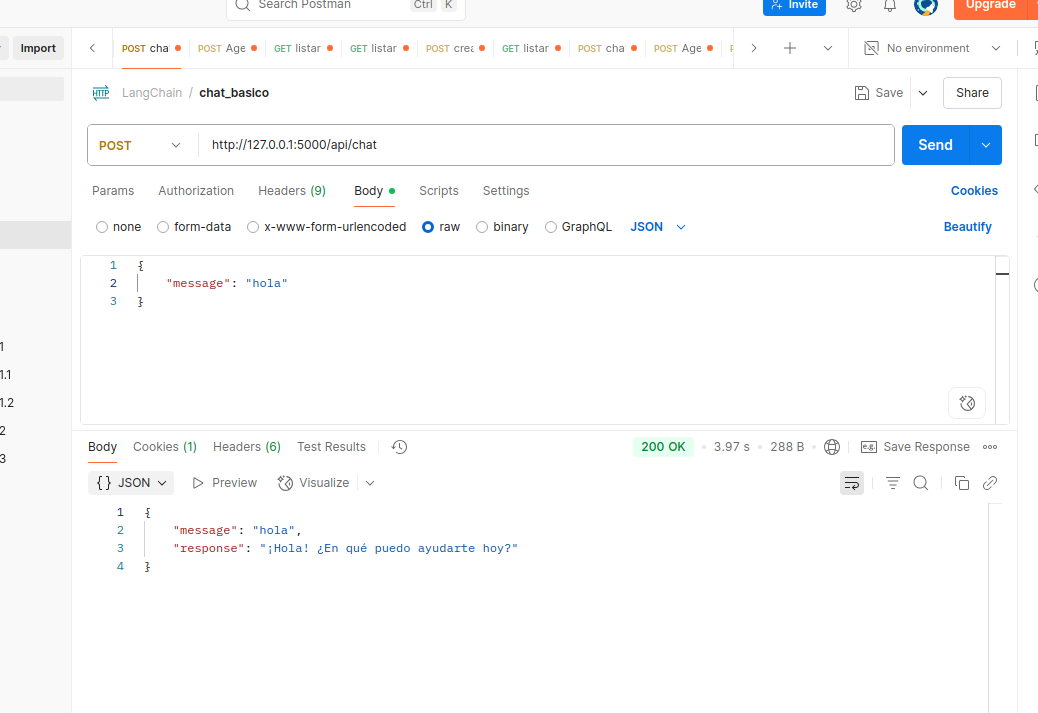 Search Postman Ctrl K Invite Upgrade
Import POST cha POST Age GET listar GET listar POST crea GET listar POST cha POST Age No environment
HTTP LangChain / chat_basico Save Share
POST http://127.0.0.1:5000/api/chat Send
Params Authorization Headers (9) Body Scripts Settings Cookies
none form-data x-www-form-urlencoded raw binary GraphQL JSON Beautify
1 {
2 "message": "hola"
3 }
1
1.1
1.2
2
3
Body Cookies (1) Headers (6) Test Results 200 OK • 3.97 s • 288 B • e.g. Save Response
{} JSON Preview Visualize
1 {
2 "message": "hola",
3 "response": "¡Hola! ¿En qué puedo ayudarte hoy?"
4 }